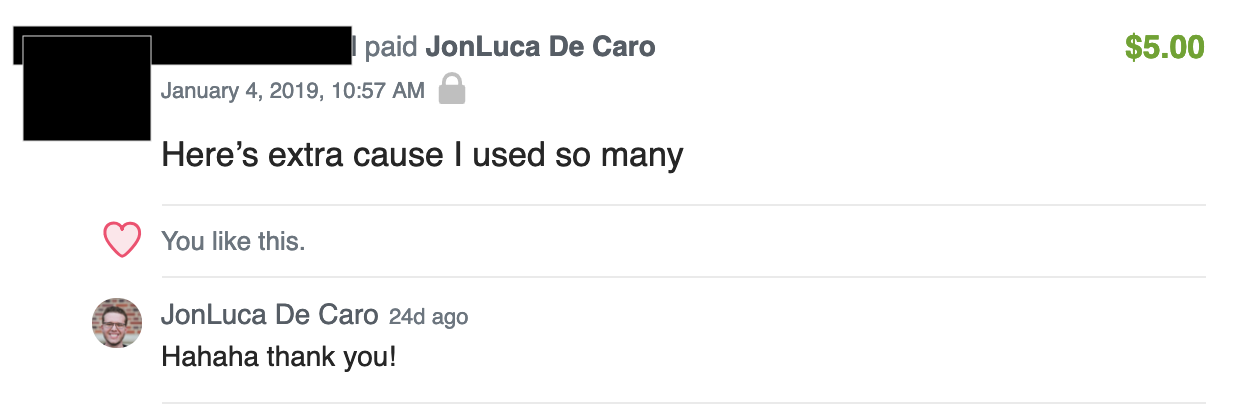 paid JonLuca De Caro
$5.00
January 4, 2019, 10:57 AM
Here’s extra cause I used so many
You like this.
JonLuca De Caro 24d ago
Hahaha thank you!